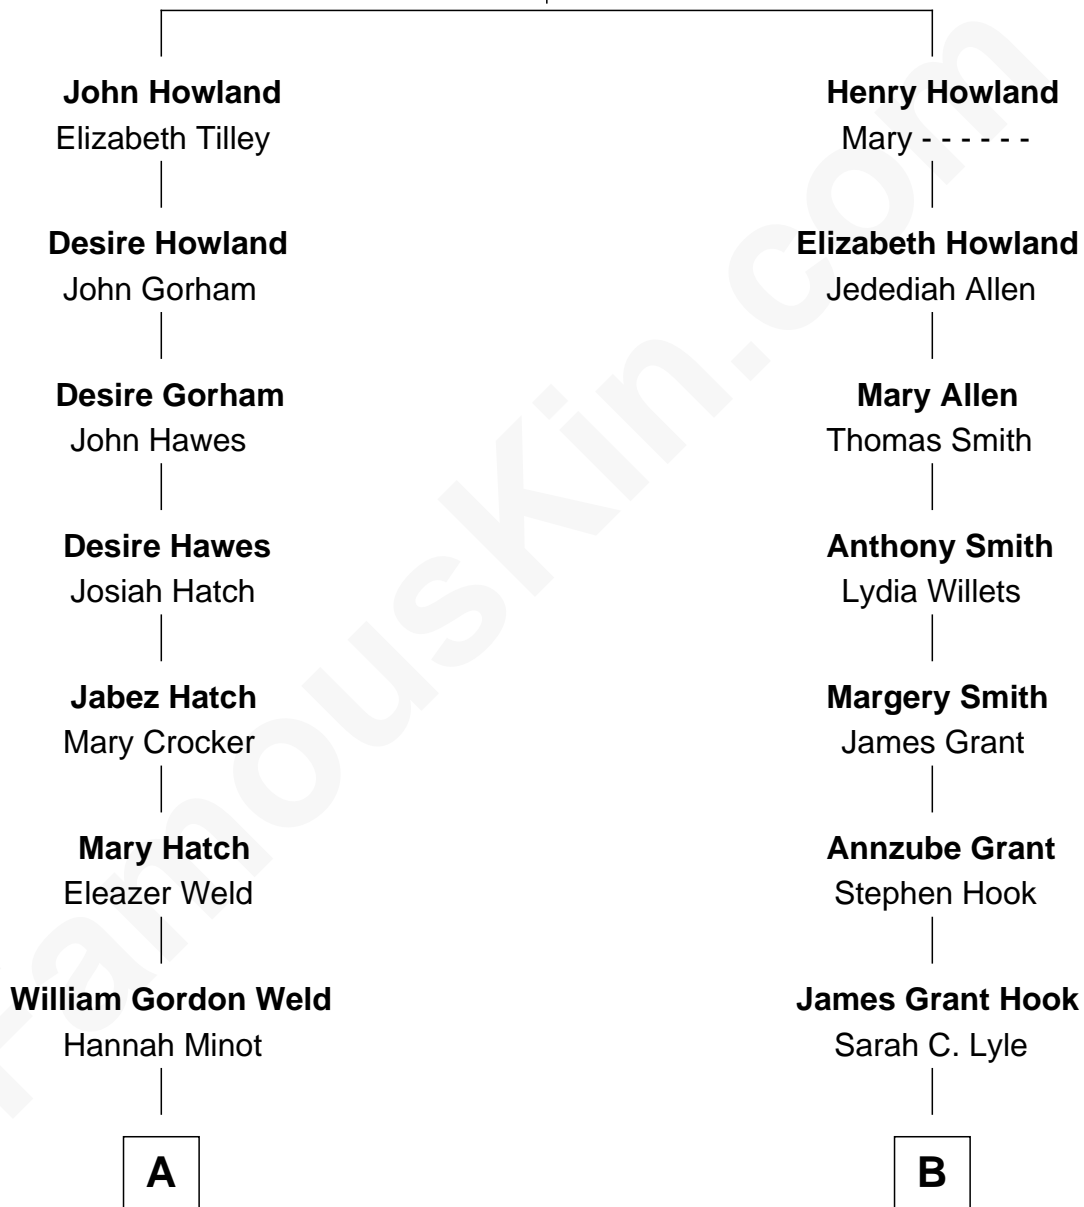 John Howland
Elizabeth Tilley
Desire Howland
John Gorham
Desire Gorham
John Hawes
Desire Hawes
Josiah Hatch
Jabez Hatch
Mary Crocker
Mary Hatch
Eleazer Weld
William Gordon Weld
Hannah Minot
A
Henry Howland
Mary - - - - - -
Elizabeth Howland
Jedediah Allen
Mary Allen
Thomas Smith
Anthony Smith
Lydia Willets
Margery Smith
James Grant
Annzube Grant
Stephen Hook
James Grant Hook
Sarah C. Lyle
B
FamousKin.com